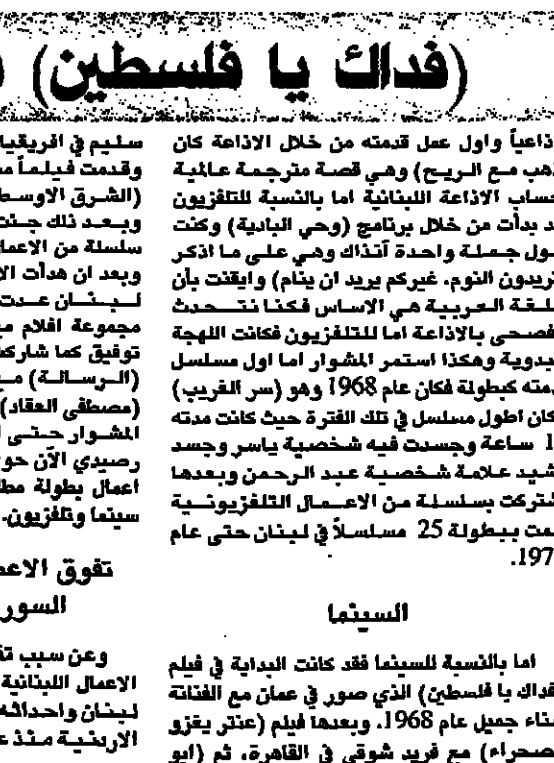 (فداك يا فلسطين)
ذاعياً واول عمل قدمته من خلال الاذاعة كان
ذهب مع الريح) وهي قصة مترجمة عالمية
حساب الاذاعة اللبنانية اما بالنسبة للتلفزيون
د بدأت من خلال برنامج (وحي البادية) وكنت
ول جملة واحدة آنذاك وهي على ما اذكر
تريدون النوم. غيركم يريد ان ينام) وايقنت بأن
لغة العربية هي الاساس فكنا نتحدث
فصحى بالاذاعة اما للتلفزيون فكانت اللهجة
بدوية وهكذا استمر المشوار اما اول مسلسل
دمته كبطولة فكان عام 1968 وهو (سر الغريب)
كان اطول مسلسل في تلك الفترة حيث كانت مدته
1 ساعة وجسدت فيه شخصية ياسر وجسد
شيد علامة شخصية عبد الرحمن وبعدها
شتركت بسلسلة من الاعمال التلفزيونية
مت ببطولة 25 مسلسلاً في لبنان حتى عام
197.
السينما
اما بالنسبة للسينما فقد كانت البداية في فيلم
فداك يا فلسطين) الذي صور في عمان مع الفنانة
ناء جميل عام 1968. وبعدها فيلم (عنتر يغزو
صحراء) مع فريد شوقي في القاهرة، ثم (ابو
سليم في افريقيا
وقدمت فيلماً م
(الشرق الاوسط
وبعد ذلك جئت
سلسلة من الاعما
وبعد ان هدأت الا
لبنان عدت
مجموعة افلام م
توفيق كما شاركت
(الرسالة) م
(مصطفى العقاد)
المشوار حتى ا
رصيدي الآن حو
اعمال بطولة مط
سينما وتلفزيون.
تفوق الاعم
السور
وعن سبب تف
الاعمال اللبنانية
لبنان واحداثه
الاردنية منذ ع